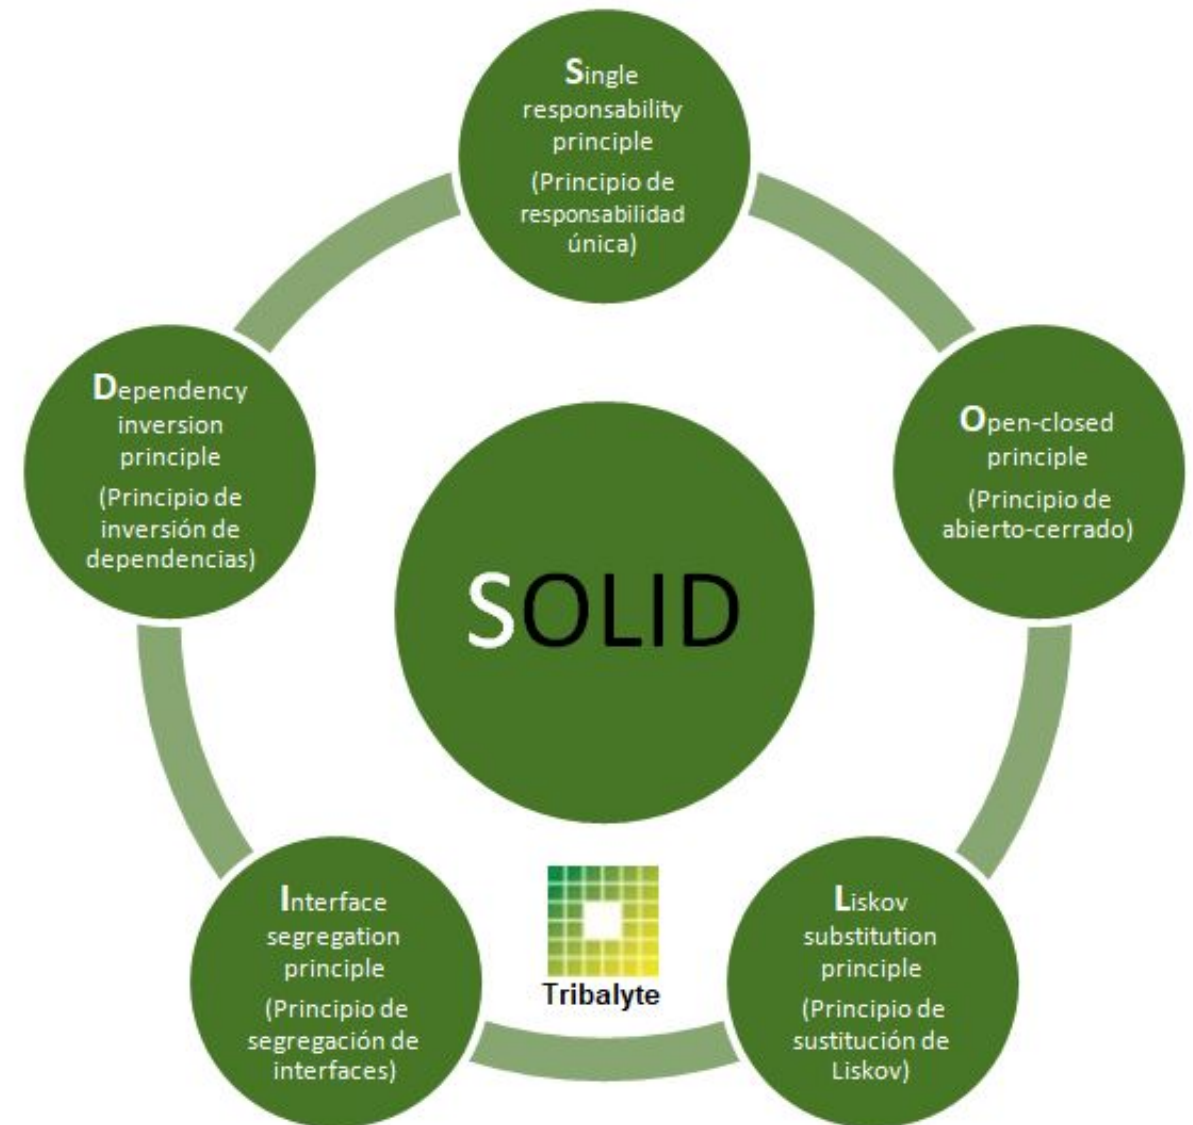 Single
responsability
principle
(Principio de
responsabilidad
única)
Open-closed
principle
(Principio de
abierto-cerrado)
Liskov
substitution
principle
(Principio de
sustitución de
Liskov)
Interface
segregation
principle
(Principio de
segregación de
interfaces)
Dependency
inversion
principle
(Principio de
inversión de
dependencias)
SOLID
Tribalyte